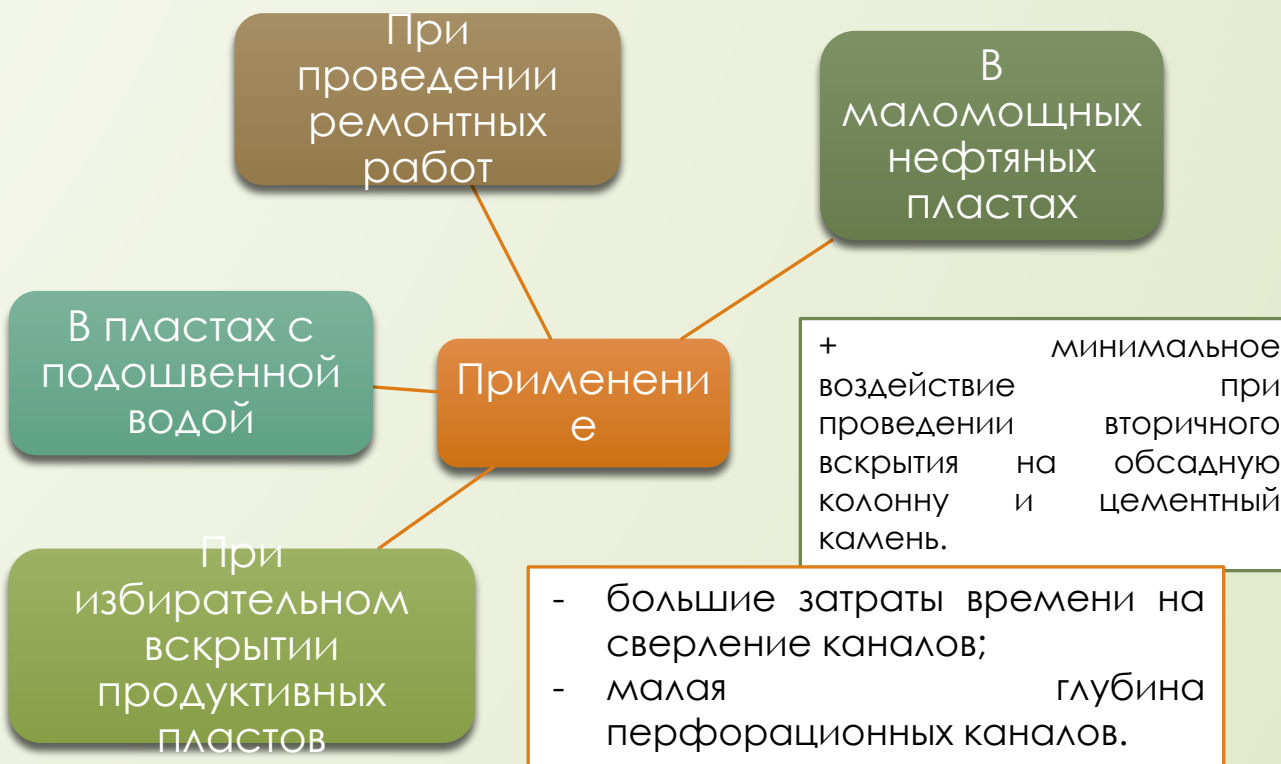 При
проведении
ремонтных
работ
В
маломощных
нефтяных
пластах
В пластах с
подошвенной
водой
Применени
е
+ минимальное
воздействие при
проведении вторичного
вскрытия на обсадную
колонну и цементный
камень.
При
избирательном
вскрытии
продуктивных
пластов
- большие затраты времени на
сверление каналов;
- малая глубина
перфорационных каналов.